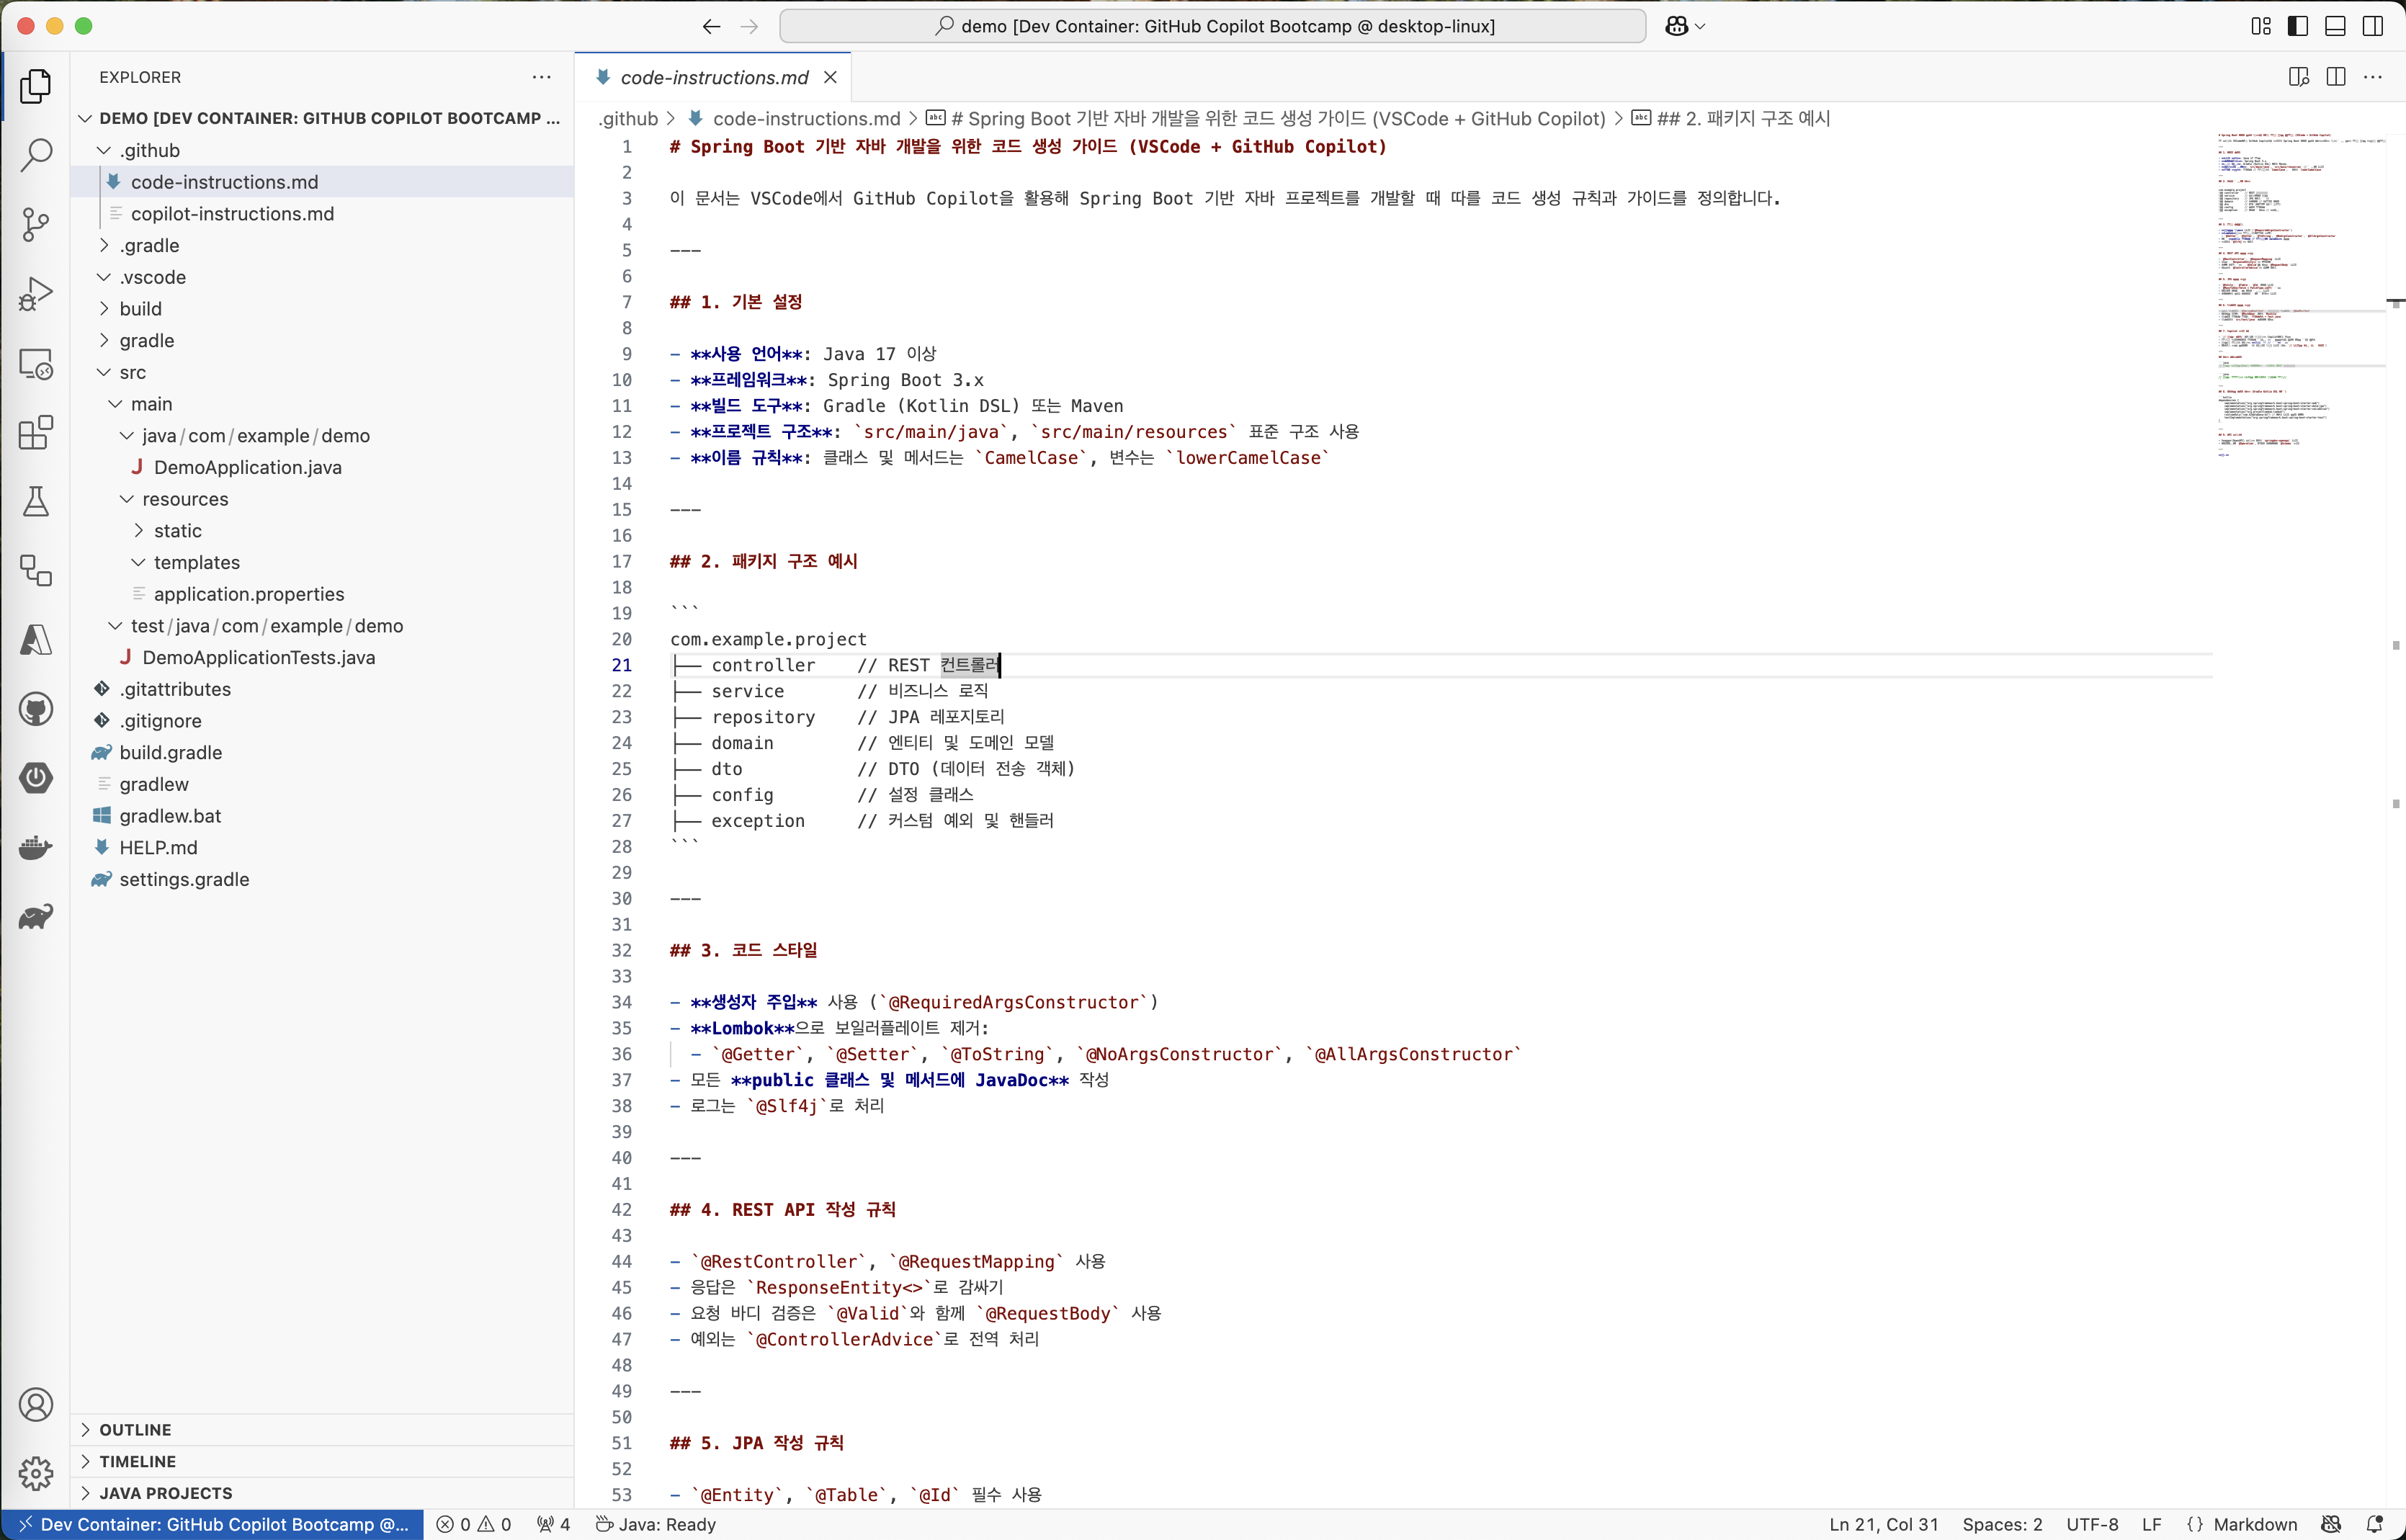 demo [Dev Container: GitHub Copilot Bootcamp @ desktop-linux]
EXPLORER
DEMO [DEV CONTAINER: GITHUB COPILOT BOOTCAMP ...
.github
code-instructions.md
copilot-instructions.md
.gradle
.vscode
build
gradle
src
main
java/com/example/demo
DemoApplication.java
resources
static
templates
application.properties
test/java/com/example/demo
DemoApplicationTests.java
.gitattributes
.gitignore
build.gradle
gradlew
gradlew.bat
HELP.md
settings.gradle
OUTLINE
TIMELINE
JAVA PROJECTS
code-instructions.md
.github > code-instructions.md > # Spring Boot 기반 자바 개발을 위한 코드 생성 가이드 (VSCode + GitHub Copilot) > ## 2. 패키지 구조 예시
1 # Spring Boot 기반 자바 개발을 위한 코드 생성 가이드 (VSCode + GitHub Copilot)
2
3 이 문서는 VSCode에서 GitHub Copilot을 활용해 Spring Boot 기반 자바 프로젝트를 개발할 때 따를 코드 생성 규칙과 가이드를 정의합니다.
4
5 ---
6
7 ## 1. 기본 설정
8
9 - **사용 언어**: Java 17 이상
10 - **프레임워크**: Spring Boot 3.x
11 - **빌드 도구**: Gradle (Kotlin DSL) 또는 Maven
12 - **프로젝트 구조**: `src/main/java`, `src/main/resources` 표준 구조 사용
13 - **이름 규칙**: 클래스 및 메서드는 `CamelCase`, 변수는 `lowerCamelCase`
14
15 ---
16
17 ## 2. 패키지 구조 예시
18
19 ```
20 com.example.project
21 ├── controller    // REST 컨트롤러
22 ├── service       // 비즈니스 로직
23 ├── repository    // JPA 레포지토리
24 ├── domain        // 엔티티 및 도메인 모델
25 ├── dto           // DTO (데이터 전송 객체)
26 ├── config        // 설정 클래스
27 ├── exception     // 커스텀 예외 및 핸들러
28 ```
29
30 ---
31
32 ## 3. 코드 스타일
33
34 - **생성자 주입** 사용 (`@RequiredArgsConstructor`)
35 - **Lombok**으로 보일러플레이트 제거:
36   - `@Getter`, `@Setter`, `@ToString`, `@NoArgsConstructor`, `@AllArgsConstructor`
37 - 모든 **public 클래스 및 메서드에 JavaDoc** 작성
38 - 로그는 `@Slf4j`로 처리
39
40 ---
41
42 ## 4. REST API 작성 규칙
43
44 - `@RestController`, `@RequestMapping` 사용
45 - 응답은 `ResponseEntity<>`로 감싸기
46 - 요청 바디 검증은 `@Valid`와 함께 `@RequestBody` 사용
47 - 예외는 `@ControllerAdvice`로 전역 처리
48
49 ---
50
51 ## 5. JPA 작성 규칙
52
53 - `@Entity`, `@Table`, `@Id` 필수 사용
Dev Container: GitHub Copilot Bootcamp @... 0 0 4 Java: Ready Ln 21, Col 31 Spaces: 2 UTF-8 LF {} Markdown